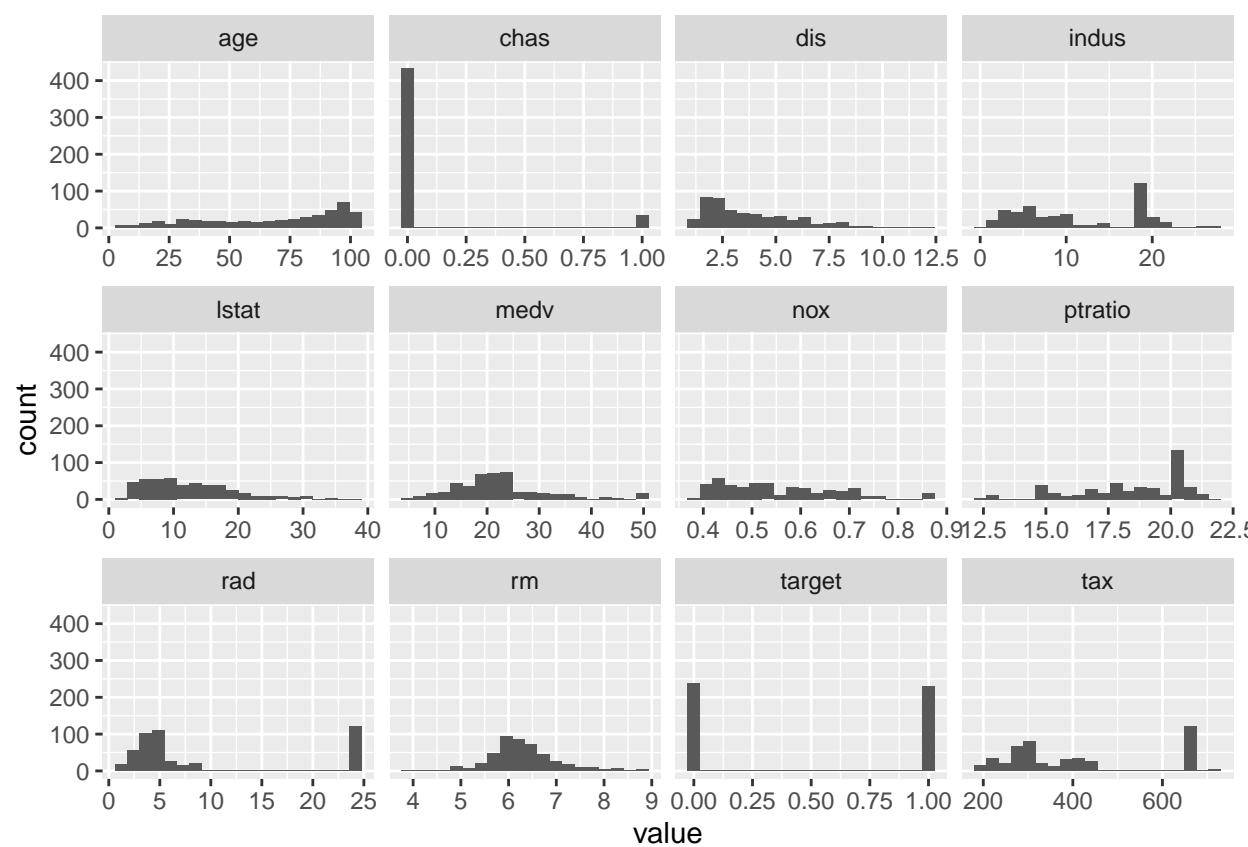 age chas dis indus
400
300
200
100
0
0 25 50 75 100 0.00 0.25 0.50 0.75 1.00 2.5 5.0 7.5 10.0 12.5 0 10 20
lstat medv nox ptratio
400
300
200
100
0
0 10 20 30 40 10 20 30 40 50 0.4 0.5 0.6 0.7 0.8 0.9 12.5 15.0 17.5 20.0 22.5
rad rm target tax
400
300
200
100
0
0 5 10 15 20 25 4 5 6 7 8 9 0.00 0.25 0.50 0.75 1.00 200 400 600
count
value